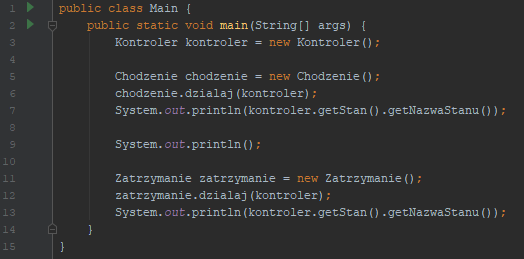 1 public class Main {
2 public static void main(String[] args) {
3 Kontroler kontroler = new Kontroler();
4
5 Chodzenie chodzenie = new Chodzenie();
6 chodzenie.dzialaj(kontroler);
7 System.out.println(kontroler.getStan().getNazwaStanu());
8
9 System.out.println();
10
11 Zatrzymanie zatrzymanie = new Zatrzymanie();
12 zatrzymanie.dzialaj(kontroler);
13 System.out.println(kontroler.getStan().getNazwaStanu());
14 }
15 }